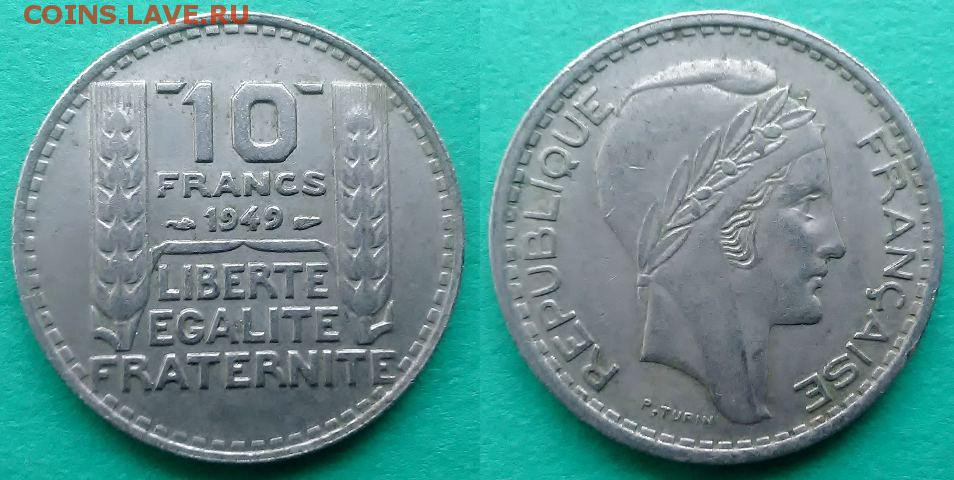 COINS.LAVE.RU
10
FRANCS
1949
LIBERTE
EGALITE
FRATERNITE
REPUBLIQUE
FRANÇAISE
P.TURIN